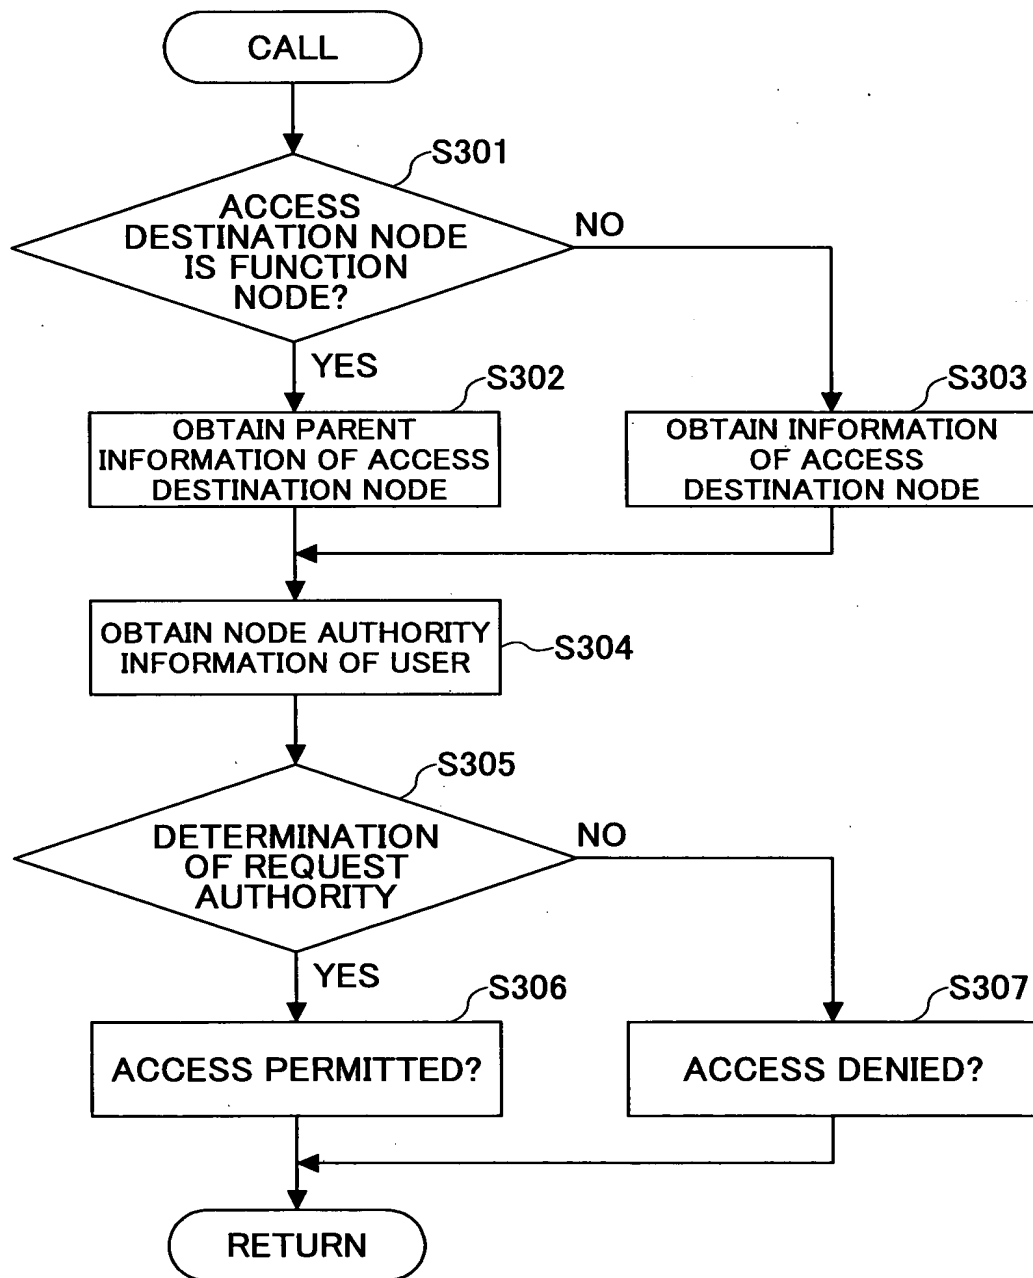 CALL
S301
ACCESS
DESTINATION NODE
IS FUNCTION
NODE?
NO
YES
S302
S303
OBTAIN PARENT
INFORMATION OF ACCESS
DESTINATION NODE
OBTAIN INFORMATION
OF ACCESS
DESTINATION NODE
OBTAIN NODE AUTHORITY
INFORMATION OF USER
S304
S305
DETERMINATION
OF REQUEST
AUTHORITY
NO
YES
S306
S307
ACCESS PERMITTED?
ACCESS DENIED?
RETURN